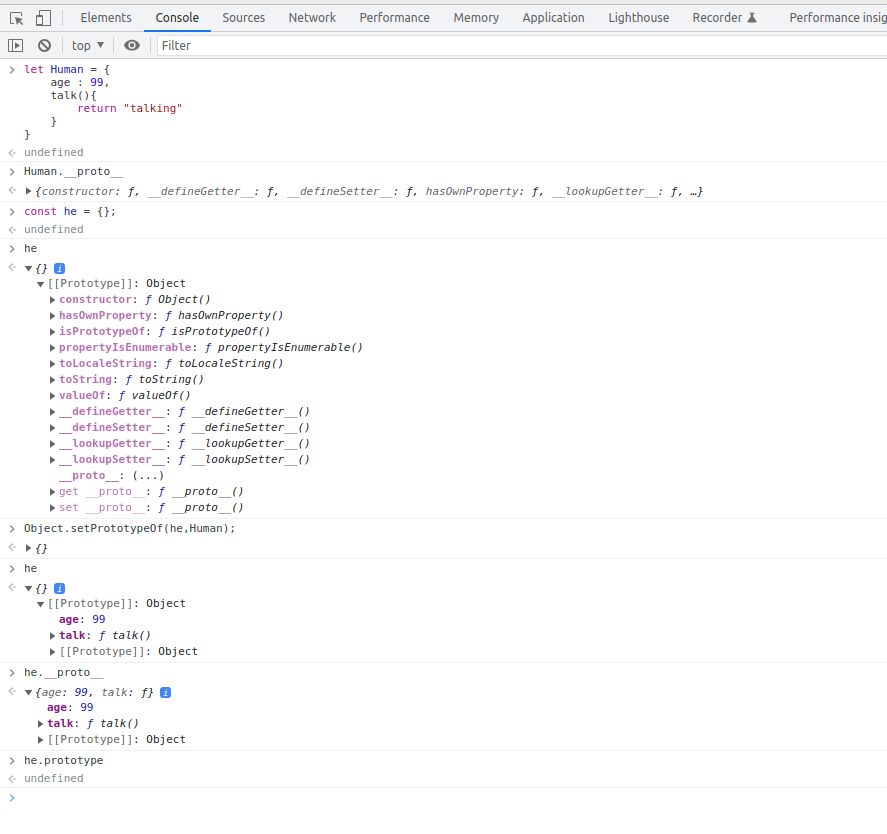 Elements Console Sources Network Performance Memory Application Lighthouse Recorder Performance insig
top ▼ Filter
let Human = {
    age : 99,
    talk(){
        return "talking"
    }
}
undefined
Human.__proto__
{constructor: ƒ, __defineGetter__: ƒ, __defineSetter__: ƒ, hasOwnProperty: ƒ, __lookupGetter__: ƒ, …}
const he = {};
undefined
he
{} i
[[Prototype]]: Object
constructor: ƒ Object()
hasOwnProperty: ƒ hasOwnProperty()
isPrototypeOf: ƒ isPrototypeOf()
propertyIsEnumerable: ƒ propertyIsEnumerable()
toLocaleString: ƒ toLocaleString()
toString: ƒ toString()
valueOf: ƒ valueOf()
__defineGetter__: ƒ __defineGetter__()
__defineSetter__: ƒ __defineSetter__()
__lookupGetter__: ƒ __lookupGetter__()
__lookupSetter__: ƒ __lookupSetter__()
__proto__: (...)
get __proto__: ƒ __proto__()
set __proto__: ƒ __proto__()
Object.setPrototypeOf(he,Human);
{}
he
{} i
[[Prototype]]: Object
age: 99
talk: ƒ talk()
[[Prototype]]: Object
he.__proto__
{age: 99, talk: ƒ} i
age: 99
talk: ƒ talk()
[[Prototype]]: Object
he.prototype
undefined